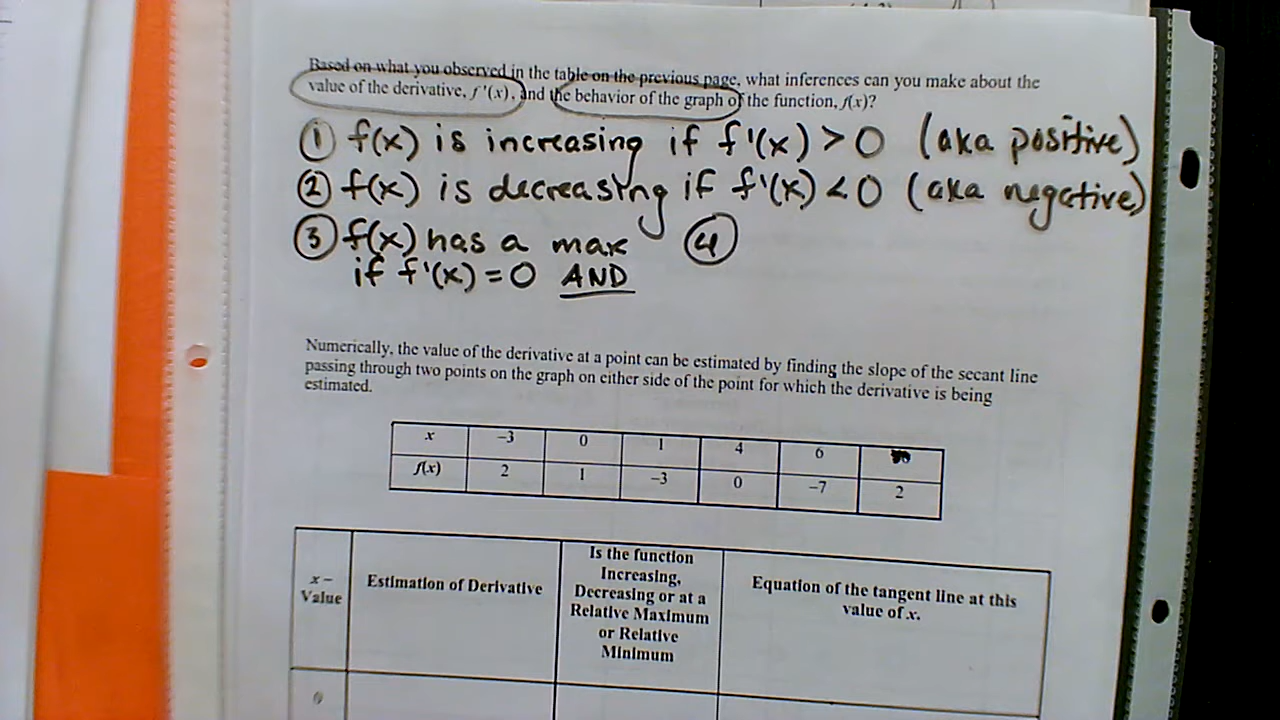 Based on what you observed in the table on the previous page, what inferences can you make about the
value of the derivative, f '(x), and the behavior of the graph of the function, f(x)?
① f(x) is increasing if f'(x) > 0 (aka positive)
② f(x) is decreasing if f'(x) < 0 (aka negative)
③ f(x) has a max ④
if f'(x) = 0 AND
Numerically, the value of the derivative at a point can be estimated by finding the slope of the secant line
passing through two points on the graph on either side of the point for which the derivative is being
estimated.
x −3 0 1 4 6
f(x) 2 1 −3 0 −7 2
x – Value
Estimation of Derivative
Is the function
Increasing,
Decreasing or at a
Relative Maximum
or Relative
Minimum
Equation of the tangent line at this
value of x.
0